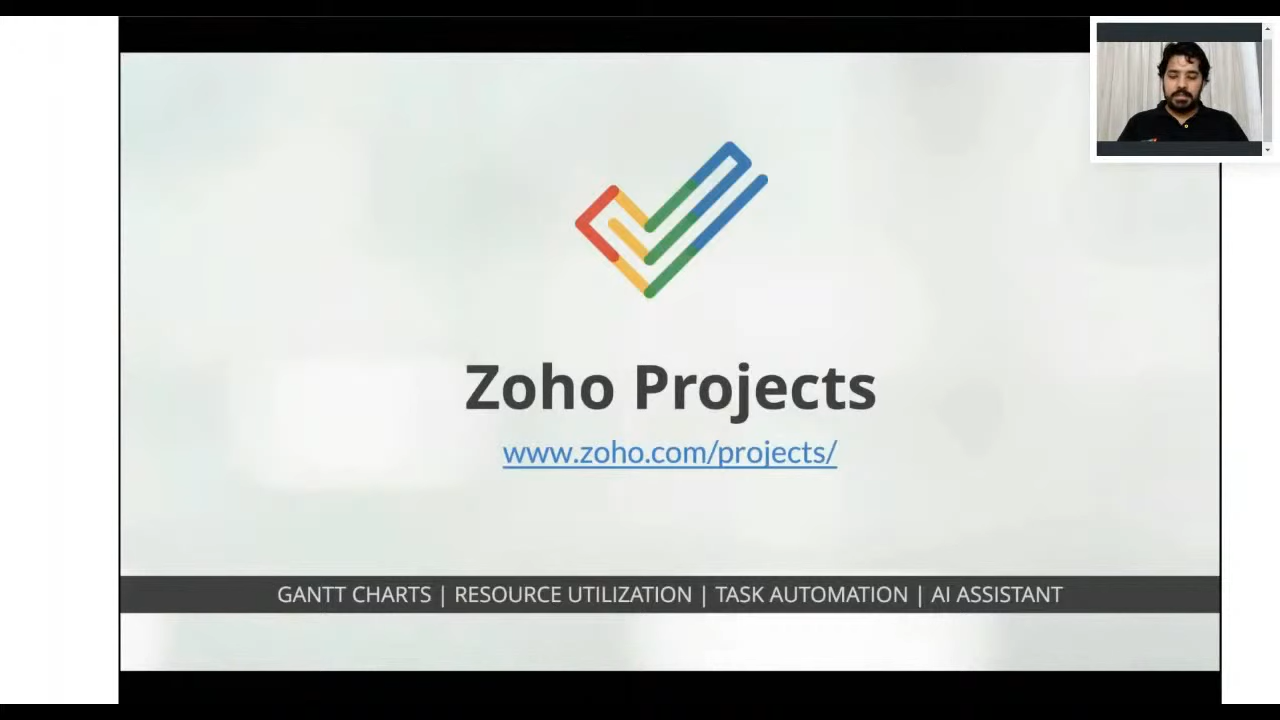 Zoho Projects
www.zoho.com/projects/
GANTT CHARTS | RESOURCE UTILIZATION | TASK AUTOMATION | AI ASSISTANT